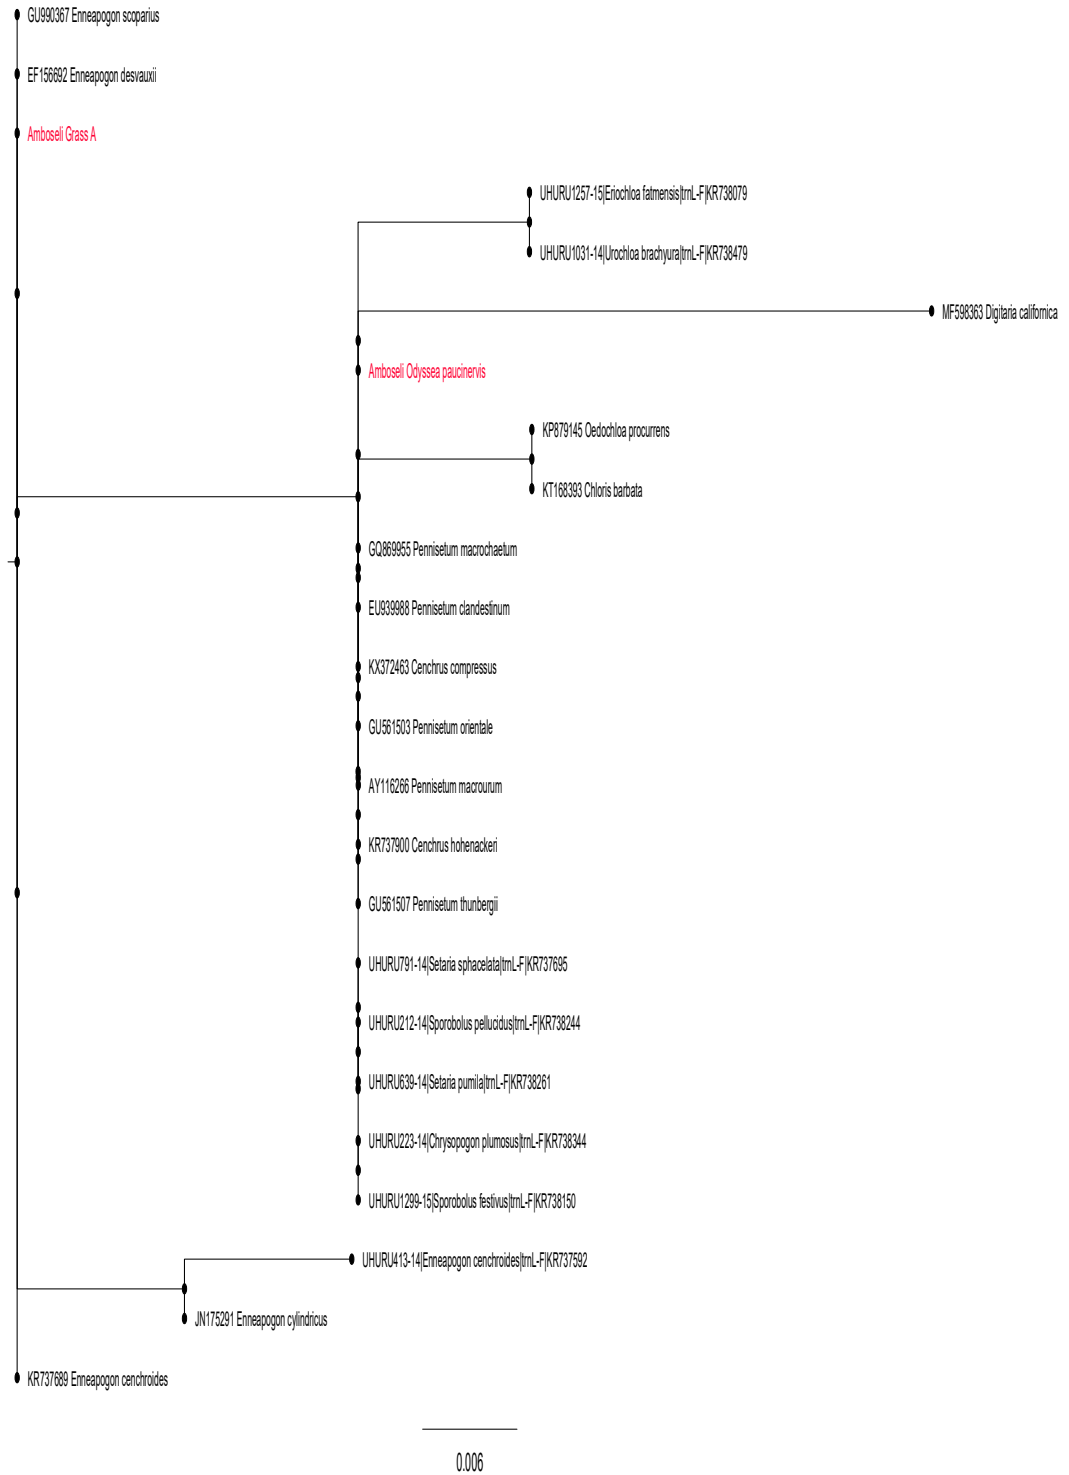 GU990367 Enneapogon scoparius
EF156692 Enneapogon desvauxii
Amboseli Grass A
UHURU1257-15|Eriochloa fatmensis|trnL-F|KR738079
UHURU1031-14|Urochloa brachyura|trnL-F|KR738479
MF598363 Digitaria californica
Amboseli Odyssea paucinervis
KP879145 Oedochloa procurrens
KT168393 Chloris barbata
GQ869955 Pennisetum macrochaetum
EU939988 Pennisetum clandestinum
KX372463 Cenchrus compressus
GU561503 Pennisetum orientale
AY116266 Pennisetum macrourum
KR737900 Cenchrus hohenackeri
GU561507 Pennisetum thunbergii
UHURU791-14|Setaria sphacelata|trnL-F|KR737695
UHURU212-14|Sporobolus pellucidus|trnL-F|KR738244
UHURU639-14|Setaria pumila|trnL-F|KR738261
UHURU223-14|Chrysopogon plumosus|trnL-F|KR738344
UHURU1299-15|Sporobolus festivus|trnL-F|KR738150
UHURU413-14|Enneapogon cenchroides|trnL-F|KR737592
JN175291 Enneapogon cylindricus
KR737689 Enneapogon cenchroides
0.006